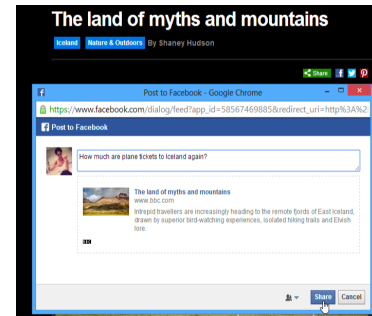 The land of myths and mountains
Iceland Nature & Outdoors By Shaney Hudson
Share
Post to Facebook - Google Chrome
https://www.facebook.com/dialog/feed?app_id=58567469885&redirect_uri=http%3A%2
Post to Facebook
How much are plane tickets to Iceland again?
The land of myths and mountains
www.bbc.com
Intrepid travellers are increasingly heading to the remote fjords of East Iceland,
drawn by superior bird-watching experiences, isolated hiking trails and Elvish
lore.
BBC
Share Cancel